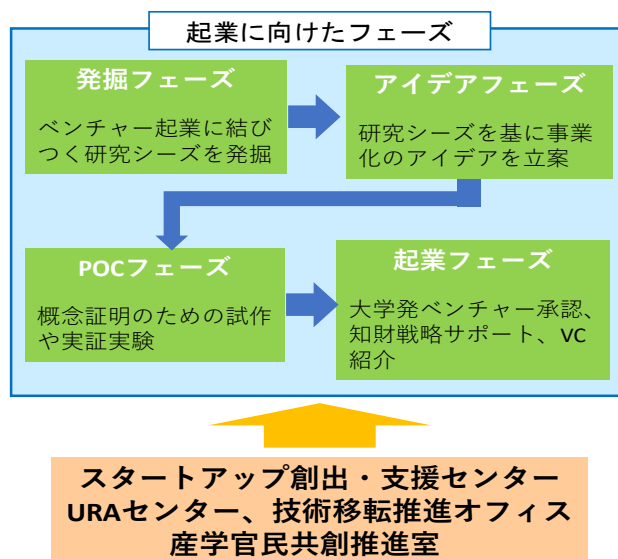 起業に向けたフェーズ
発掘フェーズ
ベンチャー起業に結び
つく研究シーズを発掘
アイデアフェーズ
研究シーズを基に事業
化のアイデアを立案
POCフェーズ
概念証明のための試作
や実証実験
起業フェーズ
大学発ベンチャー承認、
知財戦略サポート、VC
紹介
スタートアップ創出・支援センター
URAセンター、技術移転推進オフィス
産学官民共創推進室